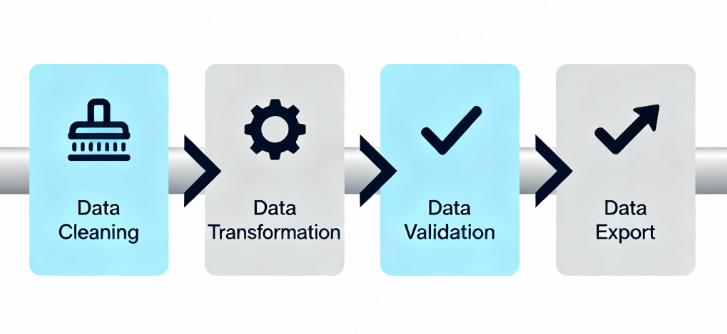 Data
Cleaning
Data
Transformation
Data
Validation
Data
Export